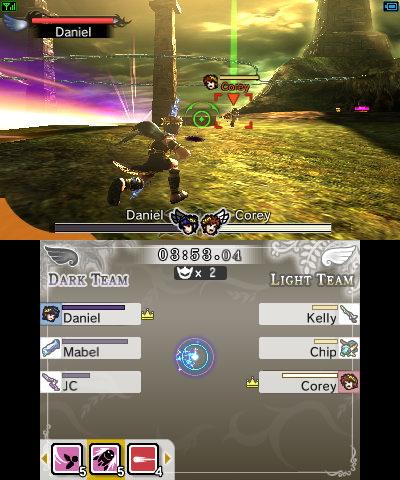 Daniel
Corey
Daniel Corey
03:53.04
x 2
DARK TEAM LIGHT TEAM
Daniel Kelly
Mabel Chip
JC Corey
5 5 4